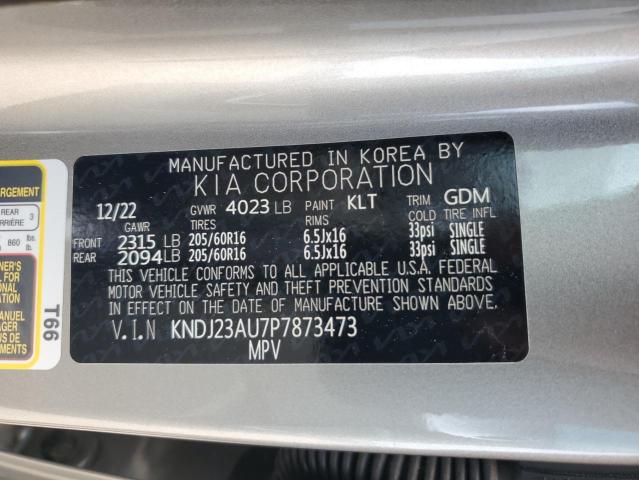 MANUFACTURED IN KOREA BY
KIA CORPORATION
12/22 GVWR 4023 LB PAINT KLT TRIM GDM
GAWR TIRES RIMS COLD TIRE INFL
FRONT 2315 LB 205/60R16 6.5Jx16 33psi SINGLE
REAR 2094 LB 205/60R16 6.5Jx16 33psi SINGLE
THIS VEHICLE CONFORMS TO ALL APPLICABLE U.S.A. FEDERAL
MOTOR VEHICLE SAFETY AND THEFT PREVENTION STANDARDS
IN EFFECT ON THE DATE OF MANUFACTURE SHOWN ABOVE.
V.I.N KNDJ23AU7P7873473
MPV
REAR 3
860 lbs.
T66